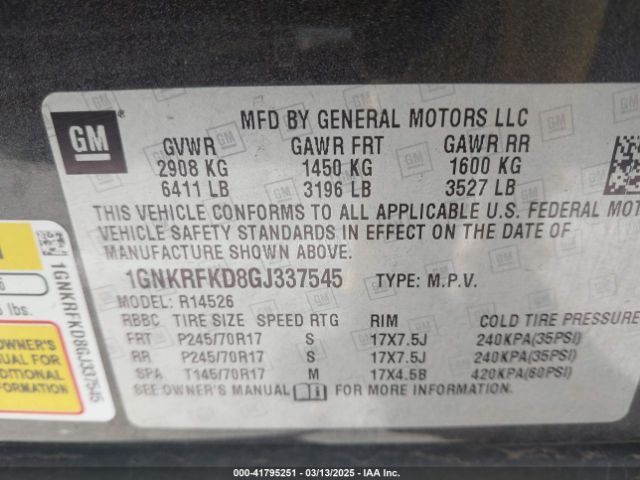 MFD BY GENERAL MOTORS LLC
GM
GVWR GAWR FRT GAWR RR
2908 KG 1450 KG 1600 KG
6411 LB 3196 LB 3527 LB
THIS VEHICLE CONFORMS TO ALL APPLICABLE U.S. FEDERAL MOT
VEHICLE SAFETY STANDARDS IN EFFECT ON THE DATE OF
MANUFACTURE SHOWN ABOVE.
1GNKRFKD8GJ337545 TYPE: M.P.V.
MODEL: R14526
RBBC TIRE SIZE SPEED RTG RIM COLD TIRE PRESSURE
FRT P245/70R17 S 17X7.5J 240KPA(35PSI)
RR P245/70R17 S 17X7.5J 240KPA(35PSI)
SPA T145/70R17 M 17X4.5B 420KPA(60PSI)
SEE OWNER'S MANUAL FOR MORE INFORMATION
lbs.
1GNKRFKD8GJ337545
OWNER'S
FOR
DITIONAL
FORMATION
000-41795251 | 03/13/2025 | IAA Inc.